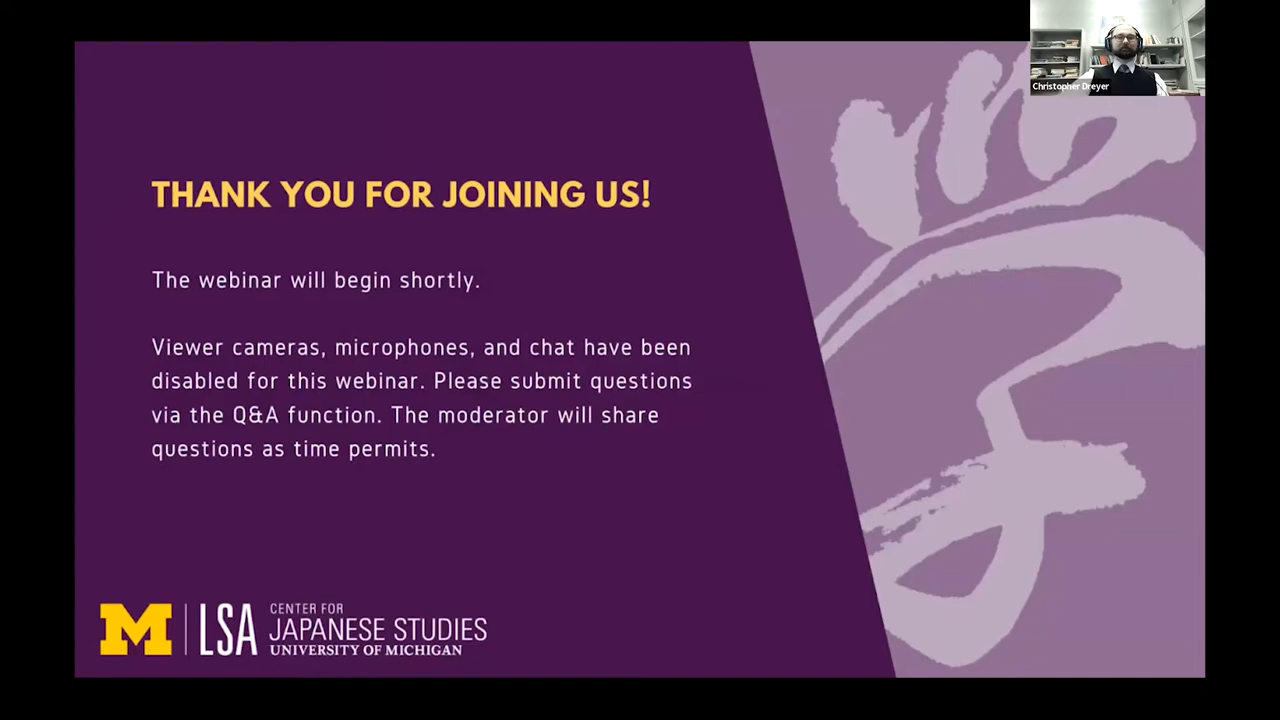 Christopher Dreyer
THANK YOU FOR JOINING US!
The webinar will begin shortly.
Viewer cameras, microphones, and chat have been
disabled for this webinar. Please submit questions
via the Q&A function. The moderator will share
questions as time permits.
学
M LSA
CENTER FOR
JAPANESE STUDIES
UNIVERSITY OF MICHIGAN